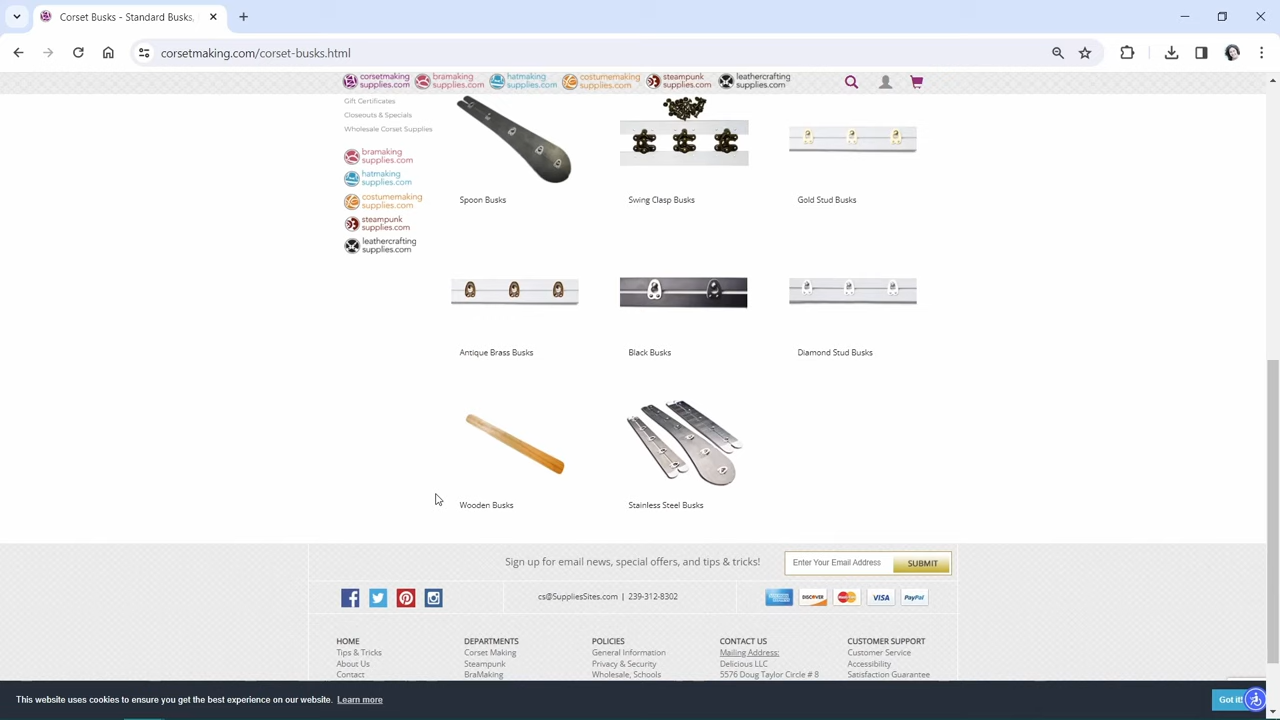 Corset Busks - Standard Busks,
corsetmaking.com/corset-busks.html
corsetmaking
supplies.com
bramaking
supplies.com
hatmaking
supplies.com
costumemaking
supplies.com
steampunk
supplies.com
leathercrafting
supplies.com
Gift Certificates
Closeouts & Specials
Wholesale Corset Supplies
bramaking
supplies.com
hatmaking
supplies.com
costumemaking
supplies.com
steampunk
supplies.com
leathercrafting
supplies.com
Spoon Busks
Swing Clasp Busks
Gold Stud Busks
Antique Brass Busks
Black Busks
Diamond Stud Busks
Wooden Busks
Stainless Steel Busks
Sign up for email news, special offers, and tips & tricks!
Enter Your Email Address
SUBMIT
cs@SuppliesSites.com | 239-312-8302
AMERICAN EXPRESS
DISCOVER
MasterCard
VISA
PayPal
HOME
Tips & Tricks
About Us
Contact
DEPARTMENTS
Corset Making
Steampunk
BraMaking
POLICIES
General Information
Privacy & Security
Wholesale, Schools
CONTACT US
Mailing Address:
Delicious LLC
5576 Doug Taylor Circle # 8
CUSTOMER SUPPORT
Customer Service
Accessibility
Satisfaction Guarantee
This website uses cookies to ensure you get the best experience on our website. Learn more
Got it!